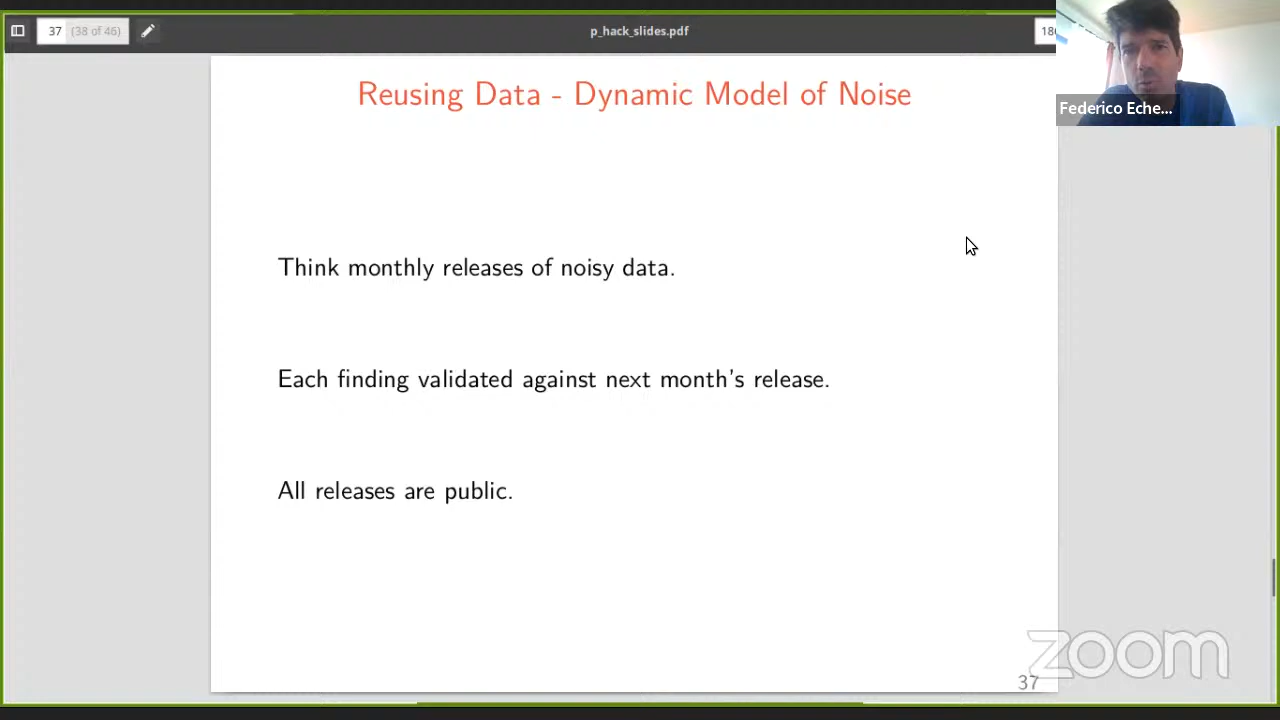 37 (38 of 46)
p_hack_slides.pdf
Federico Eche...
Reusing Data - Dynamic Model of Noise
Think monthly releases of noisy data.
Each finding validated against next month's release.
All releases are public.
zoom
37